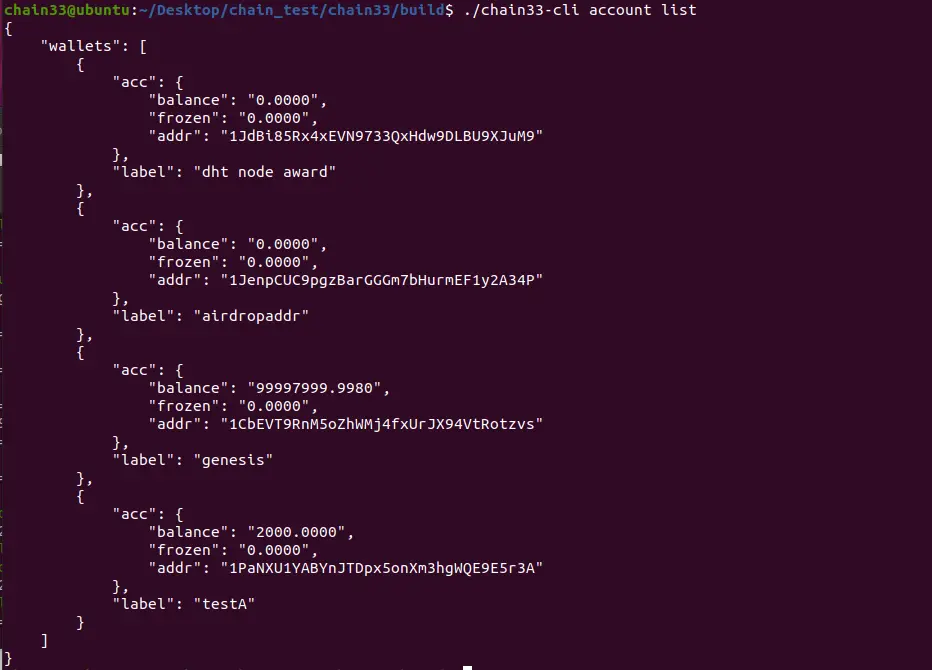 chain33@ubuntu:~/Desktop/chain_test/chain33/build$ ./chain33-cli account list
{
    "wallets": [
        {
            "acc": {
                "balance": "0.0000",
                "frozen": "0.0000",
                "addr": "1JdBi85Rx4xEVN9733QxHdw9DLBU9XJuM9"
            },
            "label": "dht node award"
        },
        {
            "acc": {
                "balance": "0.0000",
                "frozen": "0.0000",
                "addr": "1JenpCUC9pgzBarGGGm7bHurmEF1y2A34P"
            },
            "label": "airdropaddr"
        },
        {
            "acc": {
                "balance": "99997999.9980",
                "frozen": "0.0000",
                "addr": "1CbEVT9RnM5oZhWMj4fxUrJX94VtRotzvs"
            },
            "label": "genesis"
        },
        {
            "acc": {
                "balance": "2000.0000",
                "frozen": "0.0000",
                "addr": "1PaNXU1YABYnJTDpx5onXm3hgWQE9E5r3A"
            },
            "label": "testA"
        }
    ]
}